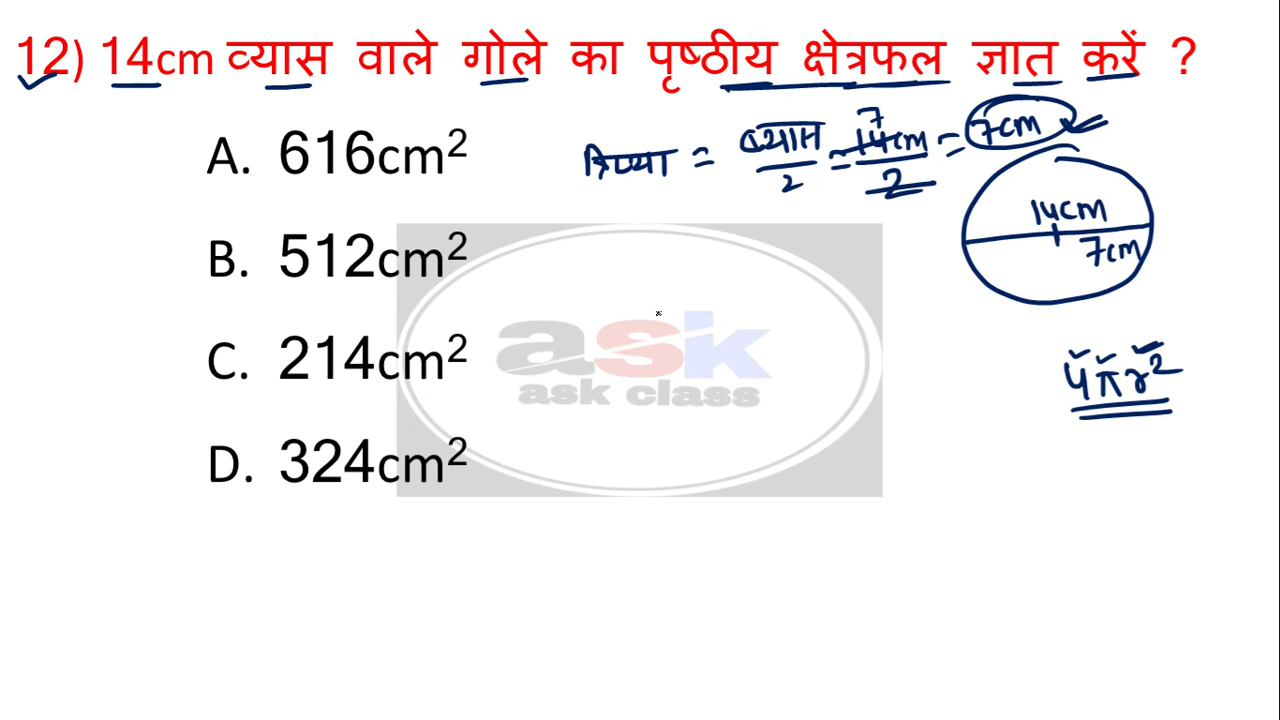 12) 14cm व्यास वाले गोले का पृष्ठीय क्षेत्रफल ज्ञात करें ?
A. 616cm²
त्रिज्या = व्यास/2 = 14cm/2 = 7cm
7
14cm
7cm
B. 512cm²
ask
ask class
C. 214cm²
4πr²
D. 324cm²